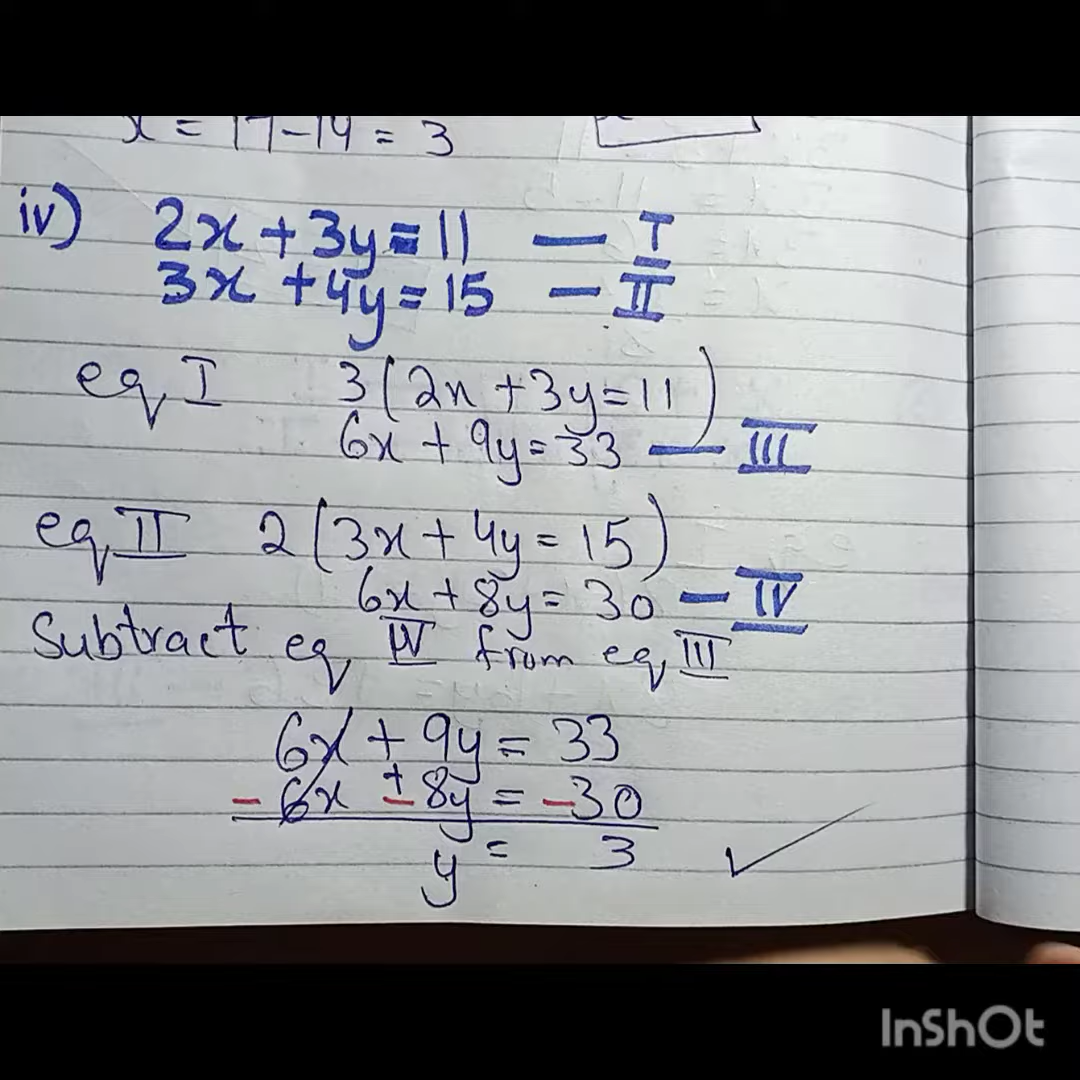 x = 17-14 = 3
iv) 2x + 3y = 11 — I
3x + 4y = 15 — II
eq I 3(2x + 3y = 11)
6x + 9y = 33 — III
eq II 2(3x + 4y = 15)
6x + 8y = 30 — IV
Subtract eq IV from eq III
6x + 9y = 33
- 6x ± 8y = -30
y = 3
InShOt